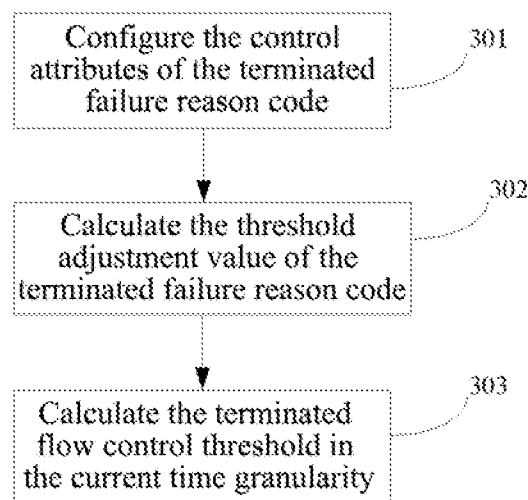 Configure the control
attributes of the terminated
failure reason code
301
302
Calculate the threshold
adjustment value of the
terminated failure reason code
303
Calculate the terminated
flow control threshold in
the current time granularity